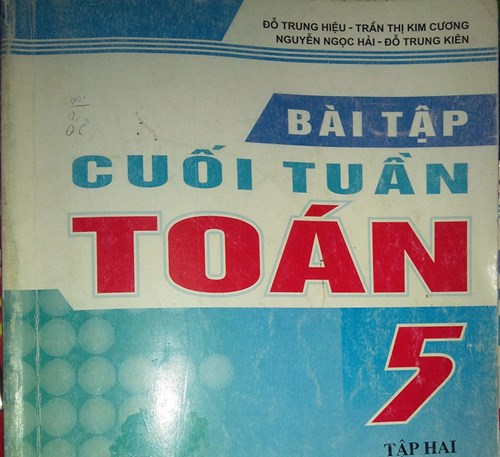 ĐỖ TRUNG HIỆU - TRẦN THỊ KIM CƯƠNG
NGUYỄN NGỌC HẢI - ĐỖ TRUNG KIÊN
BÀI TẬP
CUỐI TUẦN
TOÁN
5
TẬP HAI